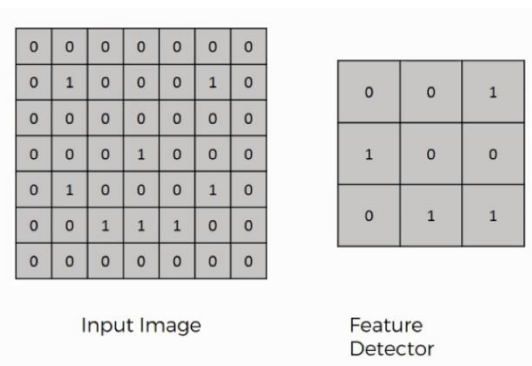 0 0 0 0 0 0 0
0 1 0 0 0 1 0
0 0 0 0 0 0 0
0 0 0 1 0 0 0
0 1 0 0 0 1 0
0 0 1 1 1 0 0
0 0 0 0 0 0 0
Input Image
0 0 1
1 0 0
0 1 1
Feature
Detector